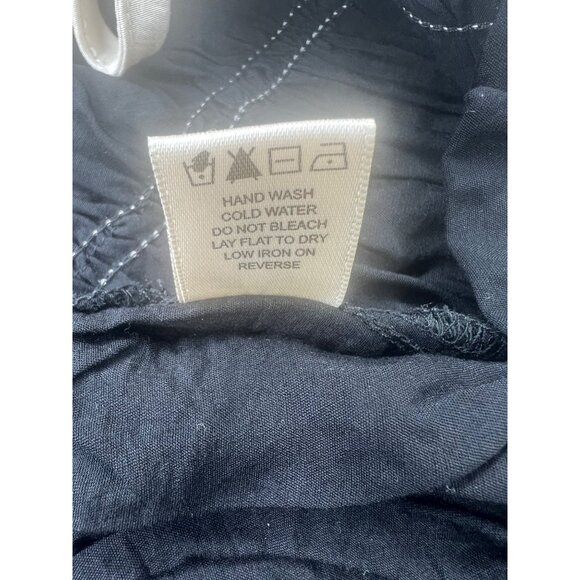 HAND WASH
COLD WATER
DO NOT BLEACH
LAY FLAT TO DRY
LOW IRON ON
REVERSE